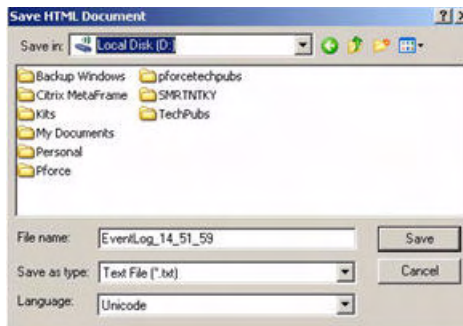 Save HTML Document
Save in: Local Disk (D:)
Backup Windows pforcetechpubs
Citrix MetaFrame SMRTNTKY
Kits TechPubs
My Documents
Personal
Pforce
File name: EventLog_14_51_59 Save
Save as type: Text File (*.txt) Cancel
Language: Unicode